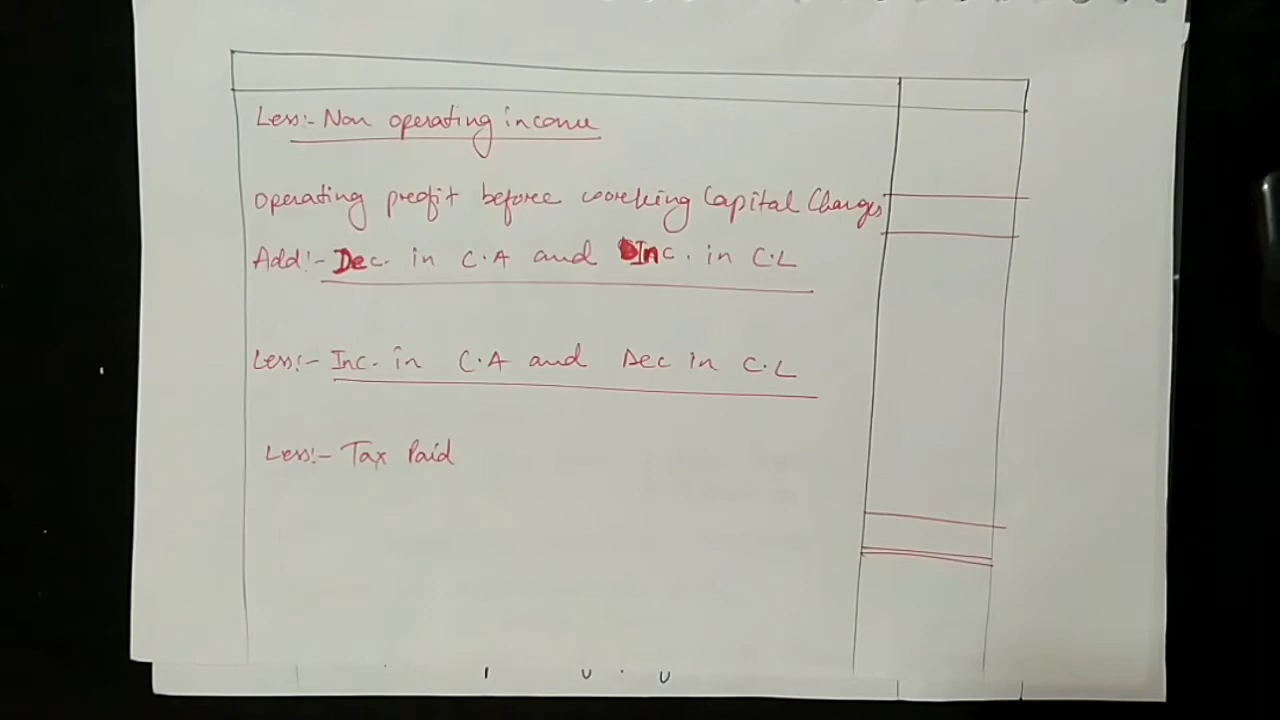 Less:- Non operating income
Operating profit before working Capital Charges
Add:- Dec. in C.A and Inc. in C.L
Less:- Inc. in C.A and Dec in C.L
Less:- Tax Paid